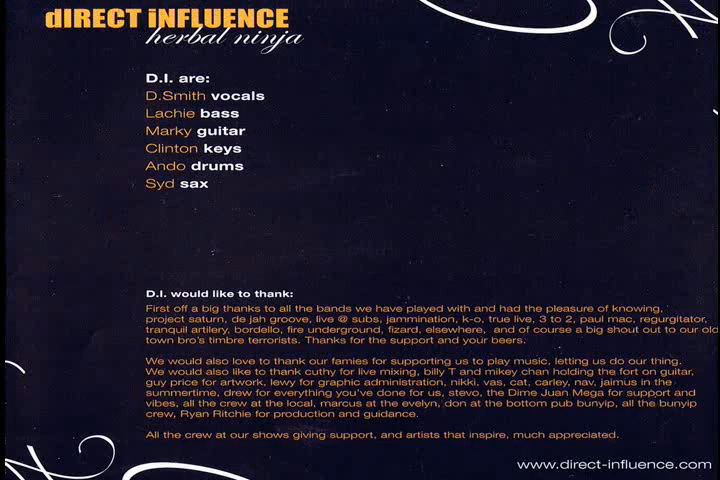 dIRECT iNFLUENCE
herbal ninja
D.I. are:
D.Smith vocals
Lachie bass
Marky guitar
Clinton keys
Ando drums
Syd sax
D.I. would like to thank:
First off a big thanks to all the bands we have played with and had the pleasure of knowing,
project saturn, de jah groove, live @ subs, jammination, k-o, true live, 3 to 2, paul mac, regurgitator,
tranquil artilery, bordello, fire underground, fizard, elsewhere, and of course a big shout out to our old
town bro's timbre terrorists. Thanks for the support and your beers.
We would also love to thank our famies for supporting us to play music, letting us do our thing.
We would also like to thank cuthy for live mixing, billy T and mikey chan holding the fort on guitar,
guy price for artwork, lewy for graphic administration, nikki, vas, cat, carley, nav, jaimus in the
summertime, drew for everything you've done for us, stevo, the Dime Juan Mega for support and
vibes, all the crew at the local, marcus at the evelyn, don at the bottom pub bunyip, all the bunyip
crew, Ryan Ritchie for production and guidance.
All the crew at our shows giving support, and artists that inspire, much appreciated.
www.direct-influence.com